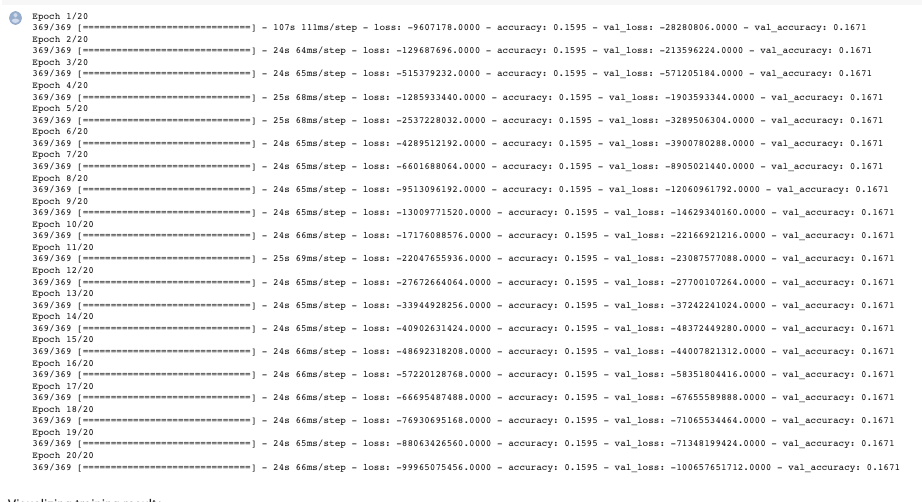 Epoch 1/20
369/369 [==============================] - 107s 111ms/step - loss: -9607178.0000 - accuracy: 0.1595 - val_loss: -28280806.0000 - val_accuracy: 0.1671
Epoch 2/20
369/369 [==============================] - 24s 64ms/step - loss: -129687696.0000 - accuracy: 0.1595 - val_loss: -213596224.0000 - val_accuracy: 0.1671
Epoch 3/20
369/369 [==============================] - 24s 65ms/step - loss: -515379232.0000 - accuracy: 0.1595 - val_loss: -571205184.0000 - val_accuracy: 0.1671
Epoch 4/20
369/369 [==============================] - 25s 68ms/step - loss: -1285933440.0000 - accuracy: 0.1595 - val_loss: -1903593344.0000 - val_accuracy: 0.1671
Epoch 5/20
369/369 [==============================] - 25s 68ms/step - loss: -2537228032.0000 - accuracy: 0.1595 - val_loss: -3289506304.0000 - val_accuracy: 0.1671
Epoch 6/20
369/369 [==============================] - 24s 65ms/step - loss: -4289512192.0000 - accuracy: 0.1595 - val_loss: -3900780288.0000 - val_accuracy: 0.1671
Epoch 7/20
369/369 [==============================] - 24s 65ms/step - loss: -6601688064.0000 - accuracy: 0.1595 - val_loss: -8905021440.0000 - val_accuracy: 0.1671
Epoch 8/20
369/369 [==============================] - 24s 65ms/step - loss: -9513096192.0000 - accuracy: 0.1595 - val_loss: -12060961792.0000 - val_accuracy: 0.1671
Epoch 9/20
369/369 [==============================] - 24s 65ms/step - loss: -13009771520.0000 - accuracy: 0.1595 - val_loss: -14629340160.0000 - val_accuracy: 0.1671
Epoch 10/20
369/369 [==============================] - 24s 66ms/step - loss: -17176088576.0000 - accuracy: 0.1595 - val_loss: -22166921216.0000 - val_accuracy: 0.1671
Epoch 11/20
369/369 [==============================] - 25s 69ms/step - loss: -22047655936.0000 - accuracy: 0.1595 - val_loss: -23087577088.0000 - val_accuracy: 0.1671
Epoch 12/20
369/369 [==============================] - 24s 65ms/step - loss: -27672664064.0000 - accuracy: 0.1595 - val_loss: -27700107264.0000 - val_accuracy: 0.1671
Epoch 13/20
369/369 [==============================] - 24s 65ms/step - loss: -33944928256.0000 - accuracy: 0.1595 - val_loss: -37242241024.0000 - val_accuracy: 0.1671
Epoch 14/20
369/369 [==============================] - 24s 65ms/step - loss: -40902631424.0000 - accuracy: 0.1595 - val_loss: -48372449280.0000 - val_accuracy: 0.1671
Epoch 15/20
369/369 [==============================] - 24s 66ms/step - loss: -48692318208.0000 - accuracy: 0.1595 - val_loss: -44007821312.0000 - val_accuracy: 0.1671
Epoch 16/20
369/369 [==============================] - 24s 66ms/step - loss: -57220128768.0000 - accuracy: 0.1595 - val_loss: -58351804416.0000 - val_accuracy: 0.1671
Epoch 17/20
369/369 [==============================] - 24s 66ms/step - loss: -66695487488.0000 - accuracy: 0.1595 - val_loss: -67655589888.0000 - val_accuracy: 0.1671
Epoch 18/20
369/369 [==============================] - 24s 66ms/step - loss: -76930695168.0000 - accuracy: 0.1595 - val_loss: -71065534464.0000 - val_accuracy: 0.1671
Epoch 19/20
369/369 [==============================] - 24s 65ms/step - loss: -88063426560.0000 - accuracy: 0.1595 - val_loss: -71348199424.0000 - val_accuracy: 0.1671
Epoch 20/20
369/369 [==============================] - 24s 66ms/step - loss: -99965075456.0000 - accuracy: 0.1595 - val_loss: -100657651712.0000 - val_accuracy: 0.1671